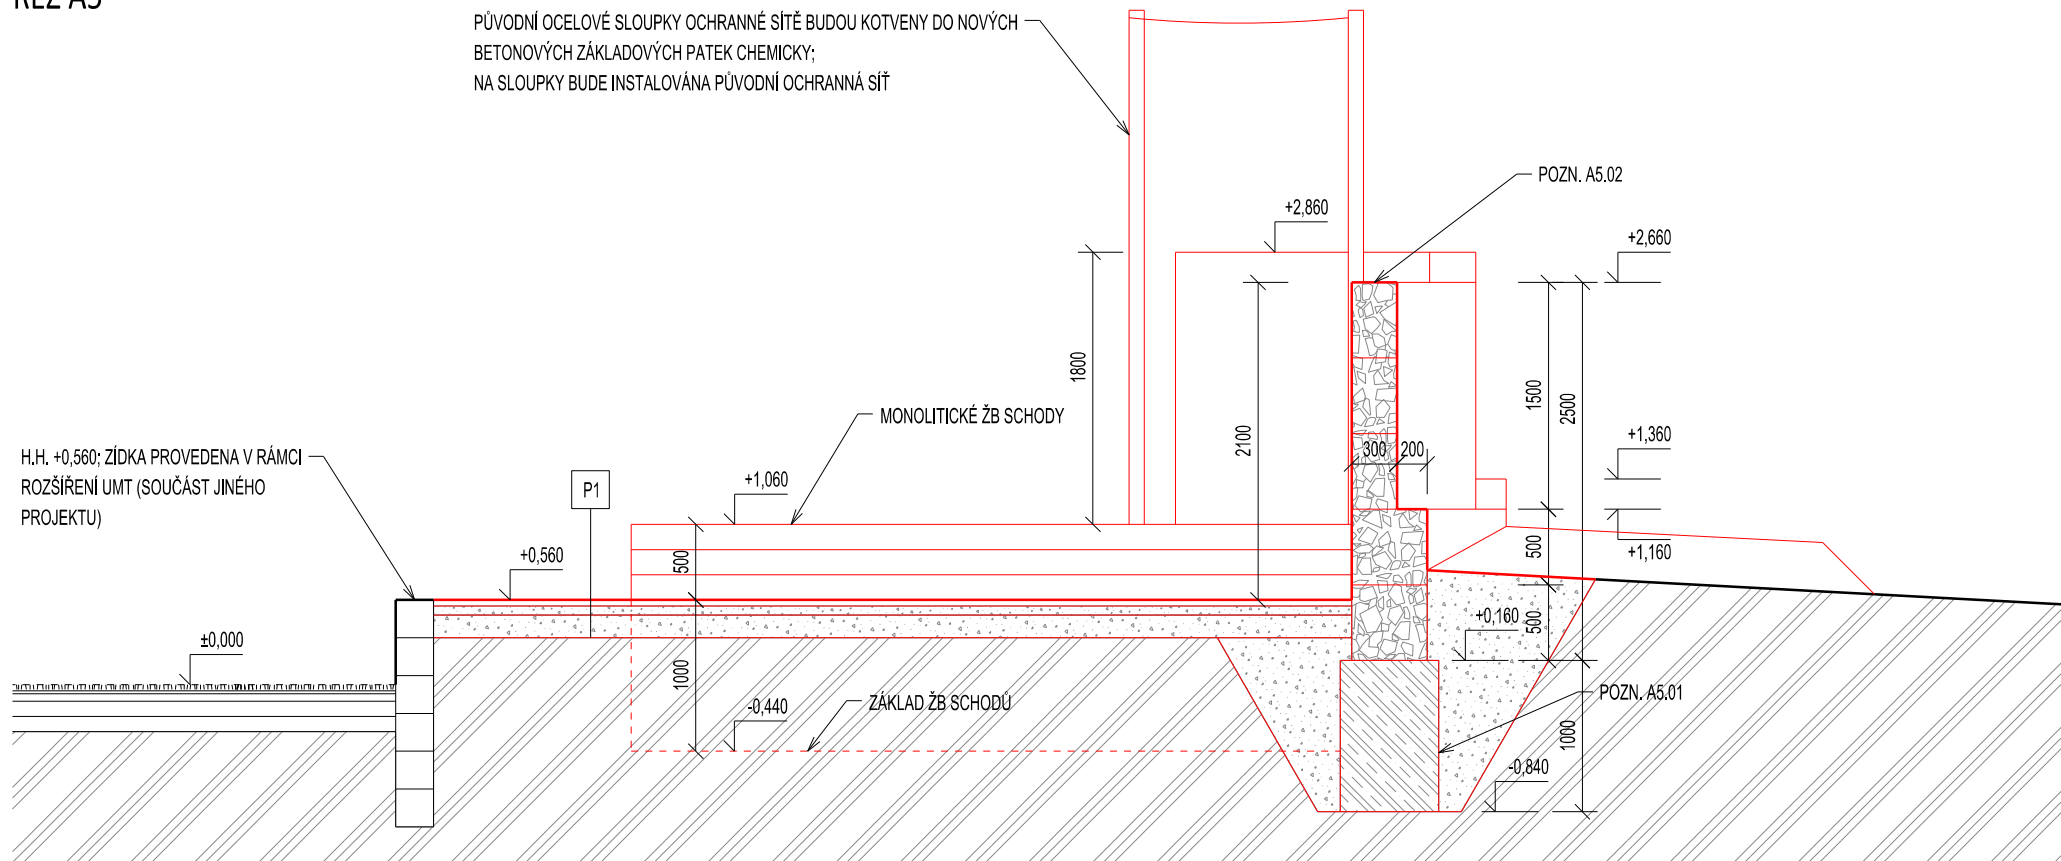 ŘEZ A5
PŮVODNÍ OCELOVÉ SLOUPKY OCHRANNÉ SÍTĚ BUDOU KOTVENY DO NOVÝCH
BETONOVÝCH ZÁKLADOVÝCH PATEK CHEMICKY;
NA SLOUPKY BUDE INSTALOVÁNA PŮVODNÍ OCHRANNÁ SÍŤ
POZN. A5.02
+2,860
+2,660
1800
2100
1500
2500
MONOLITICKÉ ŽB SCHODY
+1,360
300
200
H.H. +0,560; ZÍDKA PROVEDENA V RÁMCI
ROZŠÍŘENÍ UMT (SOUČÁST JINÉHO
PROJEKTU)
P1
+1,060
+0,560
500
500
+1,160
±0,000
1000
+0,160
500
-0,440
ZÁKLAD ŽB SCHODŮ
POZN. A5.01
1000
-0,840